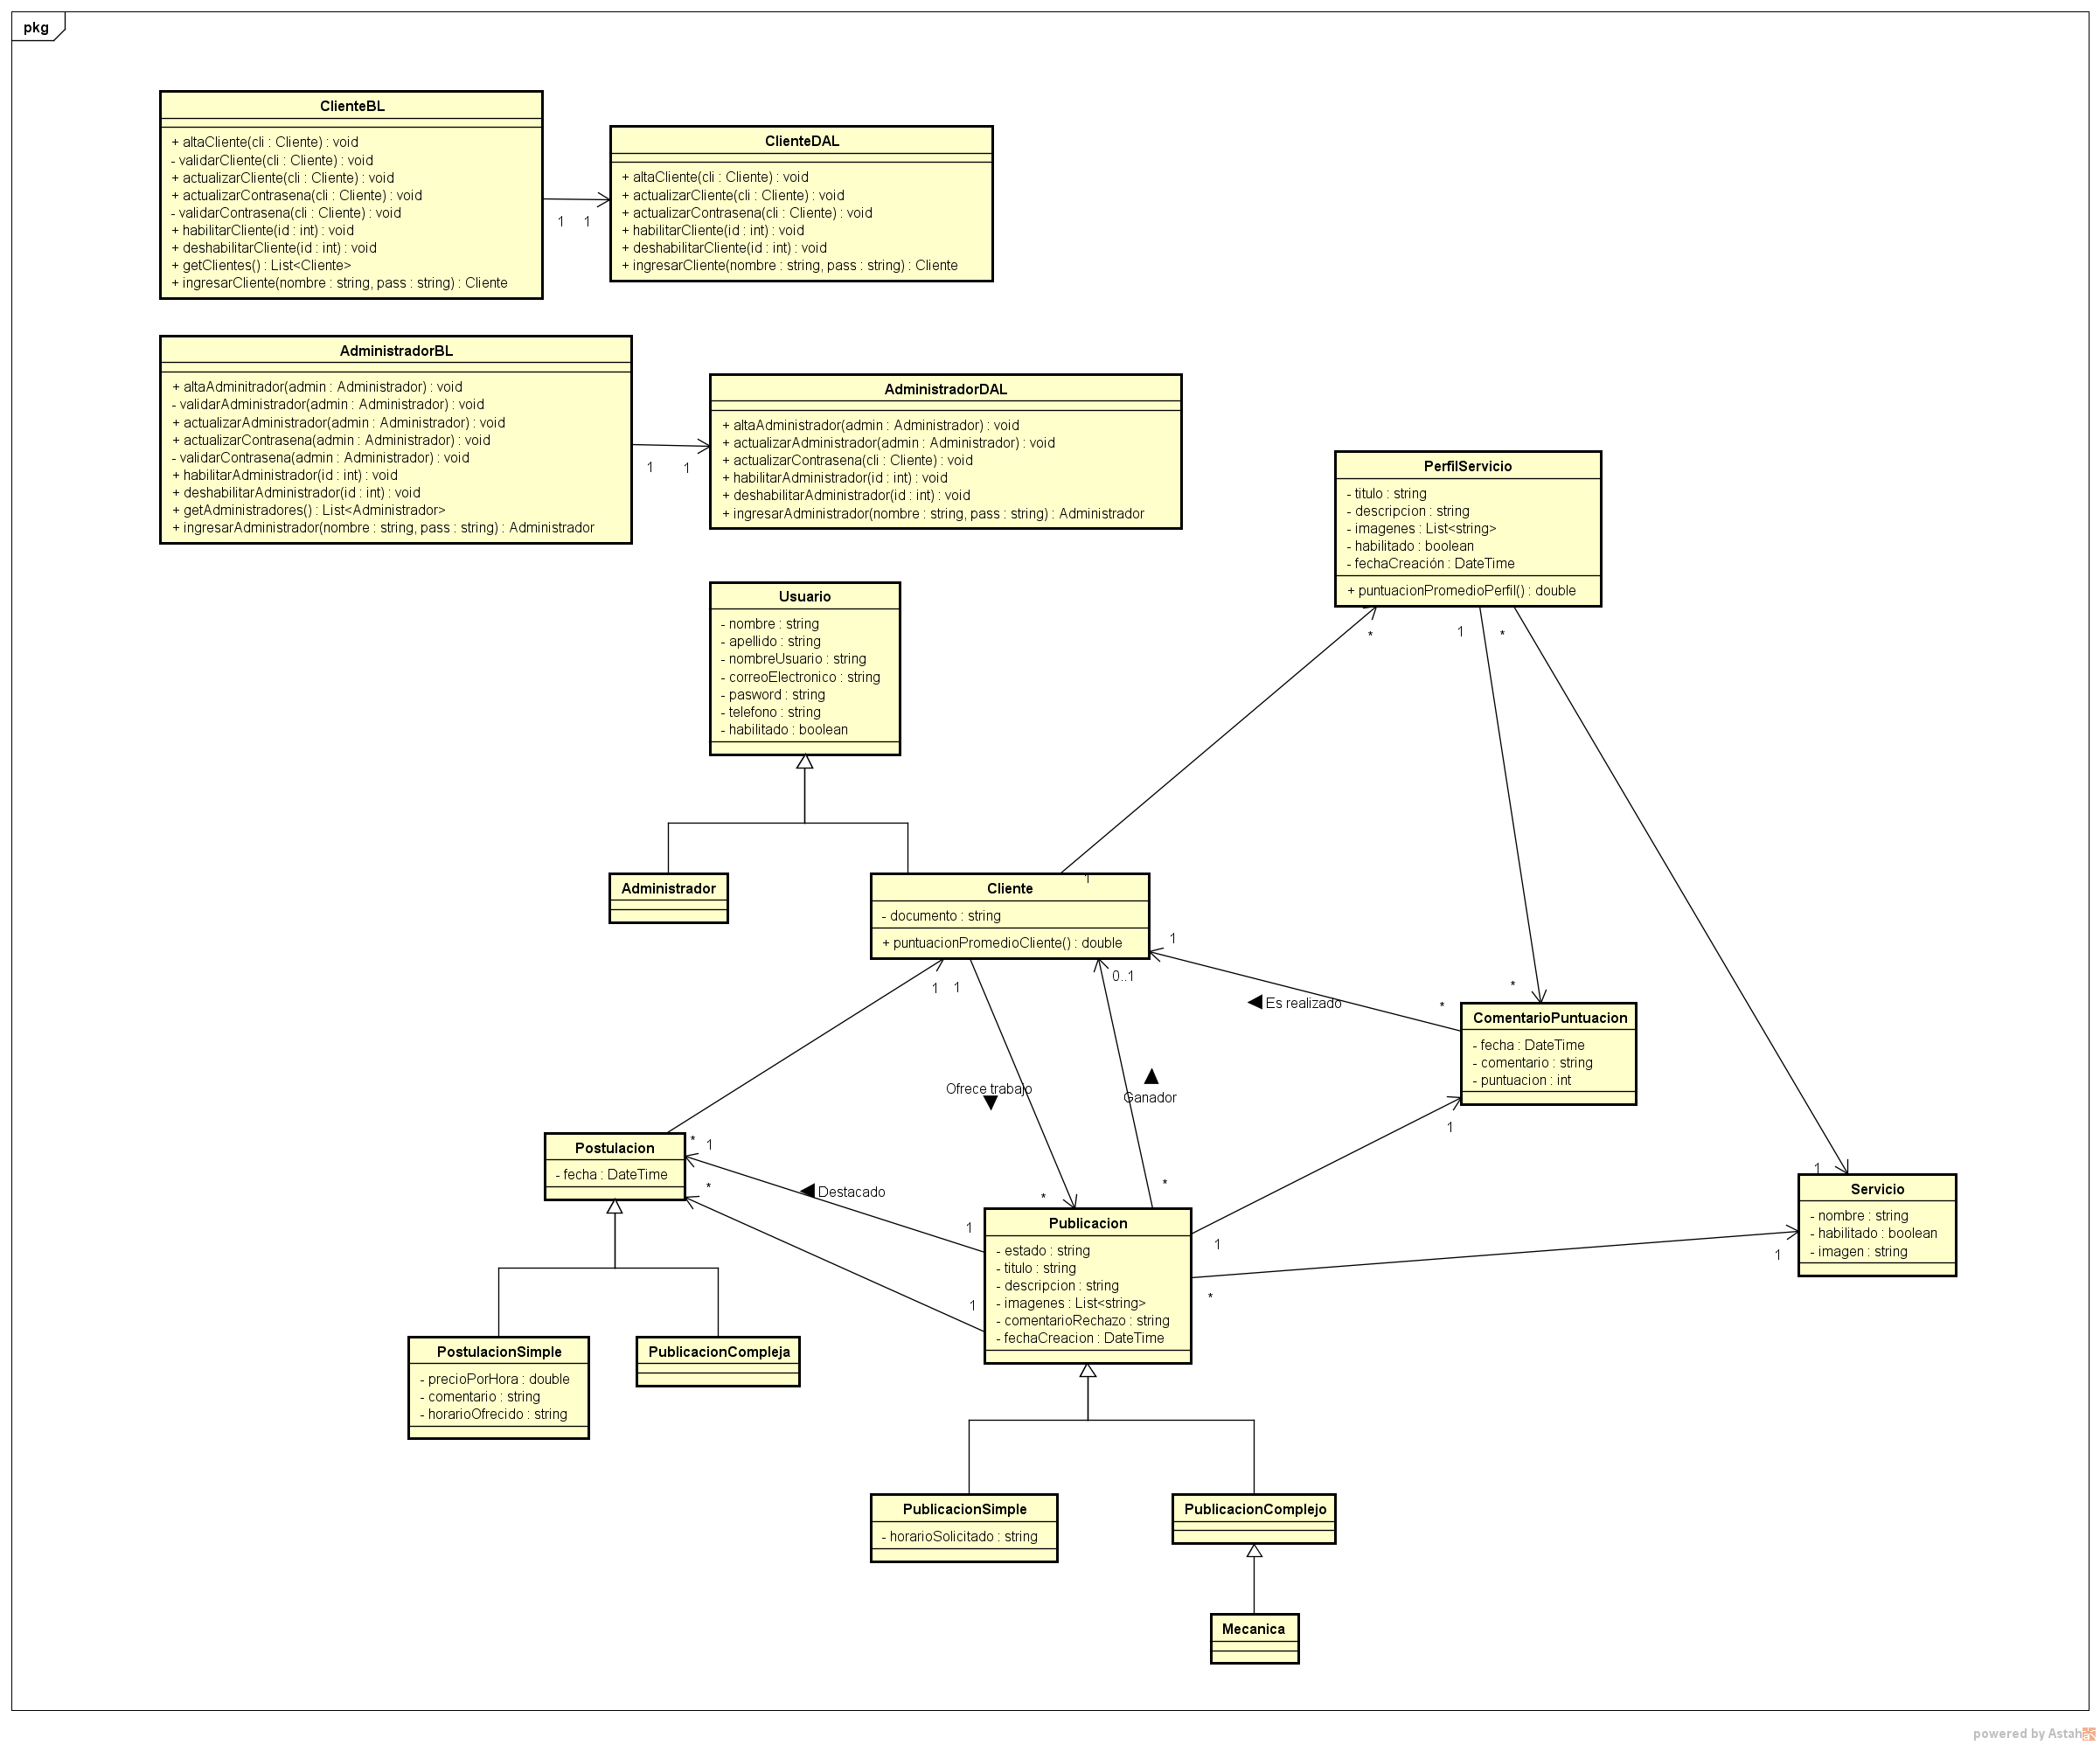 pkg
ClienteBL
+ altaCliente(cli : Cliente) : void
- validarCliente(cli : Cliente) : void
+ actualizarCliente(cli : Cliente) : void
+ actualizarContrasena(cli : Cliente) : void
- validarContrasena(cli : Cliente) : void
+ habilitarCliente(id : int) : void
+ deshabilitarCliente(id : int) : void
+ getClientes() : List<Cliente>
+ ingresarCliente(nombre : string, pass : string) : Cliente
1
1
ClienteDAL
+ altaCliente(cli : Cliente) : void
+ actualizarCliente(cli : Cliente) : void
+ actualizarContrasena(cli : Cliente) : void
+ habilitarCliente(id : int) : void
+ deshabilitarCliente(id : int) : void
+ ingresarCliente(nombre : string, pass : string) : Cliente
AdministradorBL
+ altaAdminitrador(admin : Administrador) : void
- validarAdministrador(admin : Administrador) : void
+ actualizarAdministrador(admin : Administrador) : void
+ actualizarContrasena(admin : Administrador) : void
- validarContrasena(admin : Administrador) : void
+ habilitarAdministrador(id : int) : void
+ deshabilitarAdministrador(id : int) : void
+ getAdministradores() : List<Administrador>
+ ingresarAdministrador(nombre : string, pass : string) : Administrador
1
1
AdministradorDAL
+ altaAdministrador(admin : Administrador) : void
+ actualizarAdministrador(admin : Administrador) : void
+ actualizarContrasena(cli : Cliente) : void
+ habilitarAdministrador(id : int) : void
+ deshabilitarAdministrador(id : int) : void
+ ingresarAdministrador(nombre : string, pass : string) : Administrador
PerfilServicio
- titulo : string
- descripcion : string
- imagenes : List<string>
- habilitado : boolean
- fechaCreación : DateTime
+ puntuacionPromedioPerfil() : double
*
1
*
Usuario
- nombre : string
- apellido : string
- nombreUsuario : string
- correoElectronico : string
- pasword : string
- telefono : string
- habilitado : boolean
Administrador
1
Cliente
- documento : string
+ puntuacionPromedioCliente() : double
1
1
1
0..1
Es realizado
*
*
ComentarioPuntuacion
- fecha : DateTime
- comentario : string
- puntuacion : int
1
Ofrece trabajo
Ganador
Postulacion
- fecha : DateTime
*
1
*
Destacado
1
1
*
*
Publicacion
- estado : string
- titulo : string
- descripcion : string
- imagenes : List<string>
- comentarioRechazo : string
- fechaCreacion : DateTime
1
*
1
1
Servicio
- nombre : string
- habilitado : boolean
- imagen : string
PostulacionSimple
- precioPorHora : double
- comentario : string
- horarioOfrecido : string
PublicacionCompleja
PublicacionSimple
- horarioSolicitado : string
PublicacionComplejo
Mecanica
powered by Astah